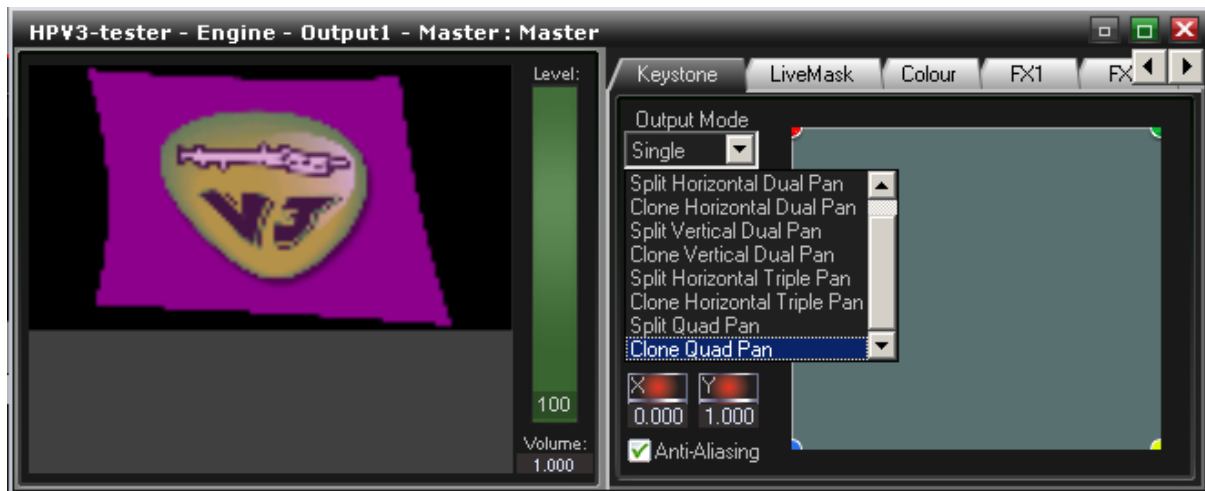 HPV3-tester - Engine - Output1 - Master : Master
Level:
100
Volume:
1.000
Keystone
LiveMask
Colour
FX1
FX
Output Mode
Single
Split Horizontal Dual Pan
Clone Horizontal Dual Pan
Split Vertical Dual Pan
Clone Vertical Dual Pan
Split Horizontal Triple Pan
Clone Horizontal Triple Pan
Split Quad Pan
Clone Quad Pan
X
Y
0.000
1.000
Anti-Aliasing
V3